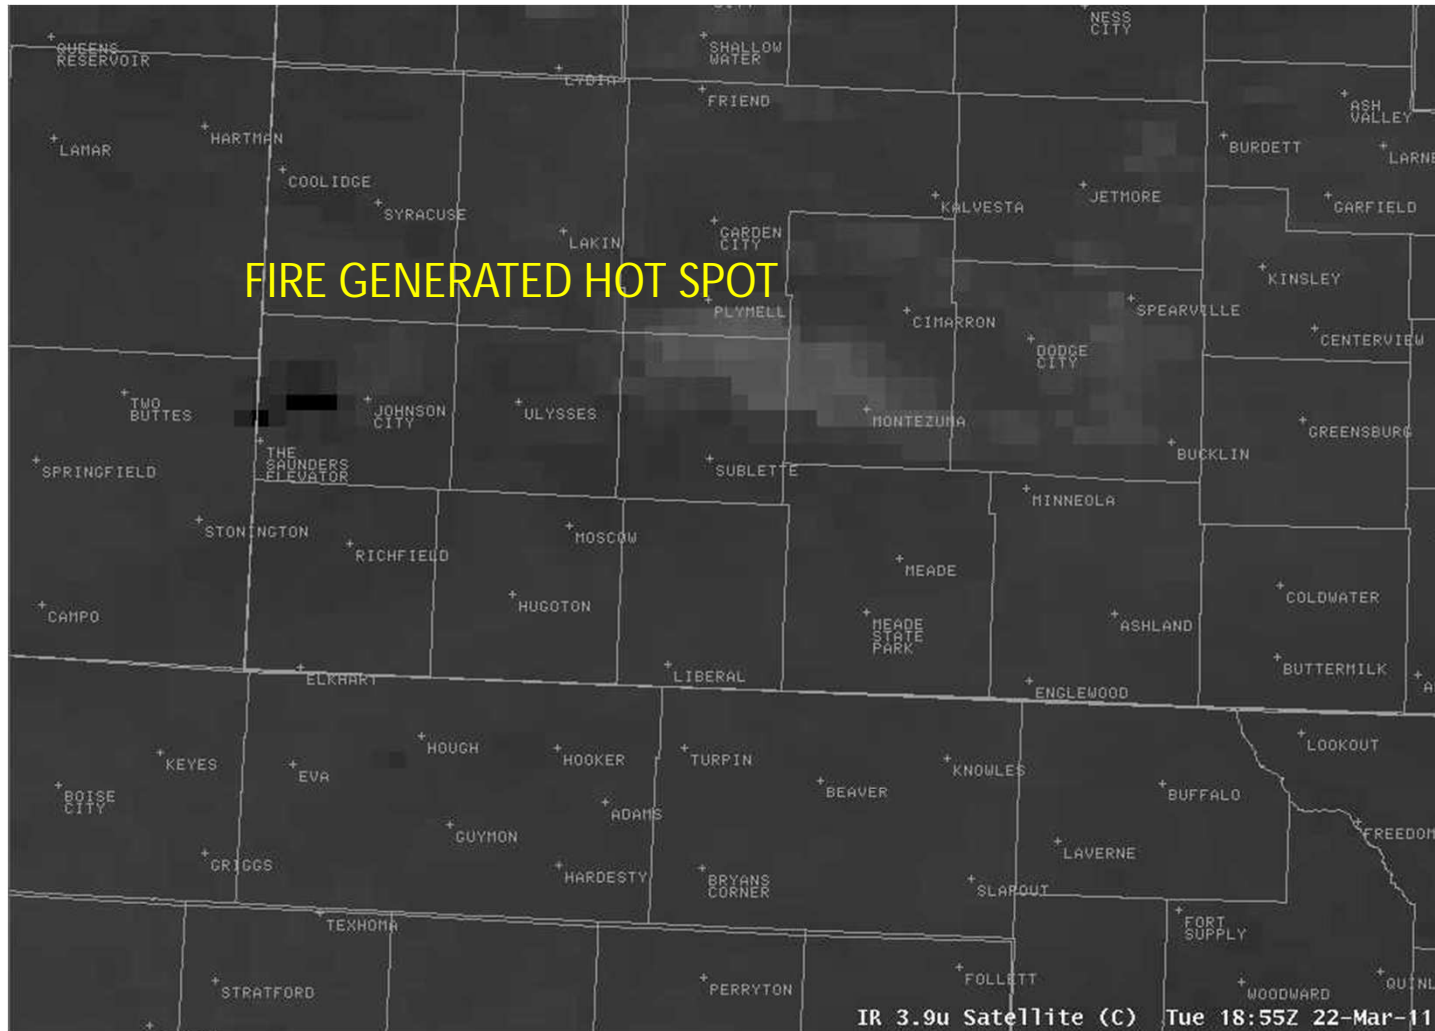 CITY
NESS
CITY
QUEENS
RESERVOIR
SHALLOW
WATER
LYDIA
FRIEND
ASH
VALLEY
LAMAR
HARTMAN
BURDETT
LARNE
COOLIDGE
SYRACUSE
KALVESTA
JETMORE
GARFIELD
LAKIN
GARDEN
CITY
FIRE GENERATED HOT SPOT
KINSLEY
PLYMELL
CIMARRON
SPEARVILLE
CENTERVIEW
DODGE
CITY
TWO
BUTTES
JOHNSON
CITY
ULYSSES
MONTEZUMA
GREENSBURG
THE
SAUNDERS
ELEVATOR
SPRINGFIELD
SUBLETTE
BUCKLIN
MINNEOLA
STONINGTON
RICHFIELD
MOSCOW
MEADE
HUGOTON
COLDWATER
CAMPO
MEADE
STATE
PARK
ASHLAND
ELKHART
LIBERAL
ENGLEWOOD
BUTTERMILK
A
KEYES
EVA
HOUGH
HOOKER
TURPIN
KNOWLES
LOOKOUT
BOISE
CITY
BEAVER
BUFFALO
ADAMS
GUYMON
FREEDOM
GRIGGS
HARDESTY
BRYANS
CORNER
LAVERNE
SLAPOUT
TEXHOMA
FORT
SUPPLY
STRATFORD
PERRYTON
FOLLETT
WOODWARD
QUINL
IR 3.9u Satellite (C) Tue 18:55Z 22-Mar-11